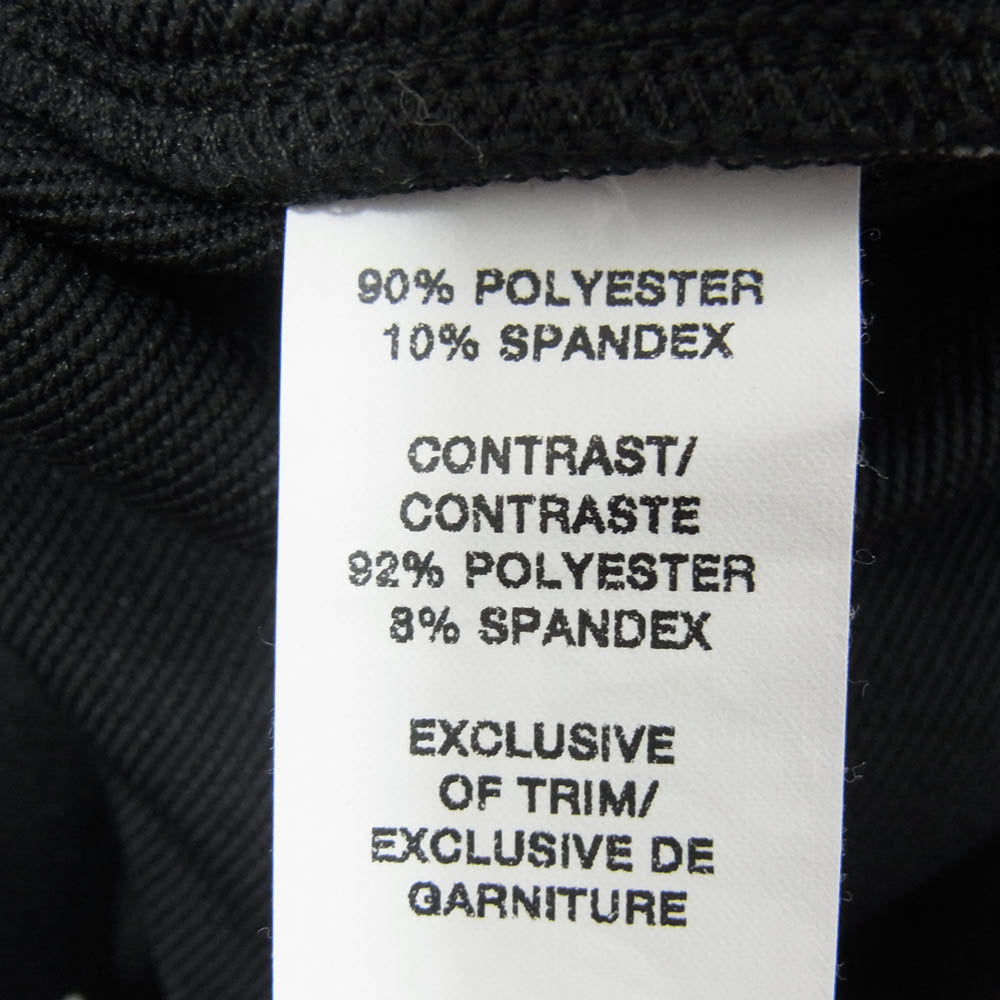 90% POLYESTER
10% SPANDEX
CONTRAST/
CONTRASTE
92% POLYESTER
8% SPANDEX
EXCLUSIVE
OF TRIM/
EXCLUSIVE DE
GARNITURE